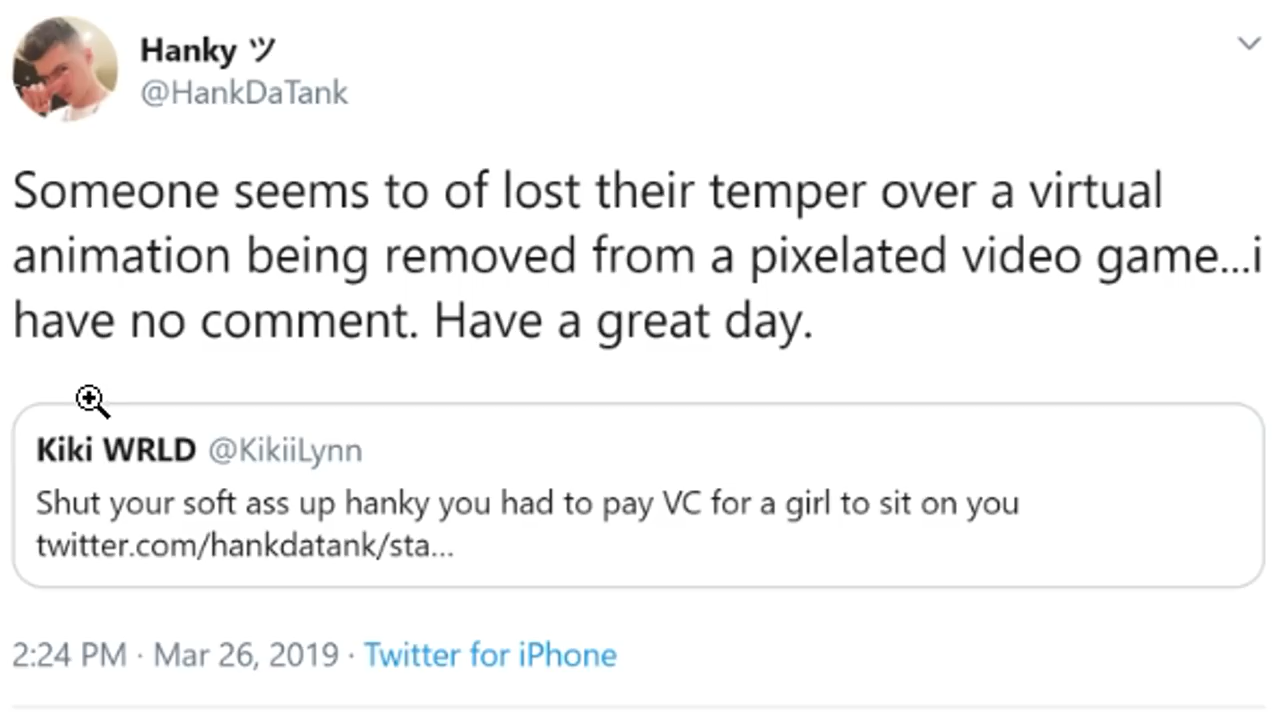 Hanky ツ
@HankDaTank
Someone seems to of lost their temper over a virtual
animation being removed from a pixelated video game...i
have no comment. Have a great day.
Kiki WRLD @KikiiLynn
Shut your soft ass up hanky you had to pay VC for a girl to sit on you
twitter.com/hankdatank/sta...
2:24 PM · Mar 26, 2019 · Twitter for iPhone